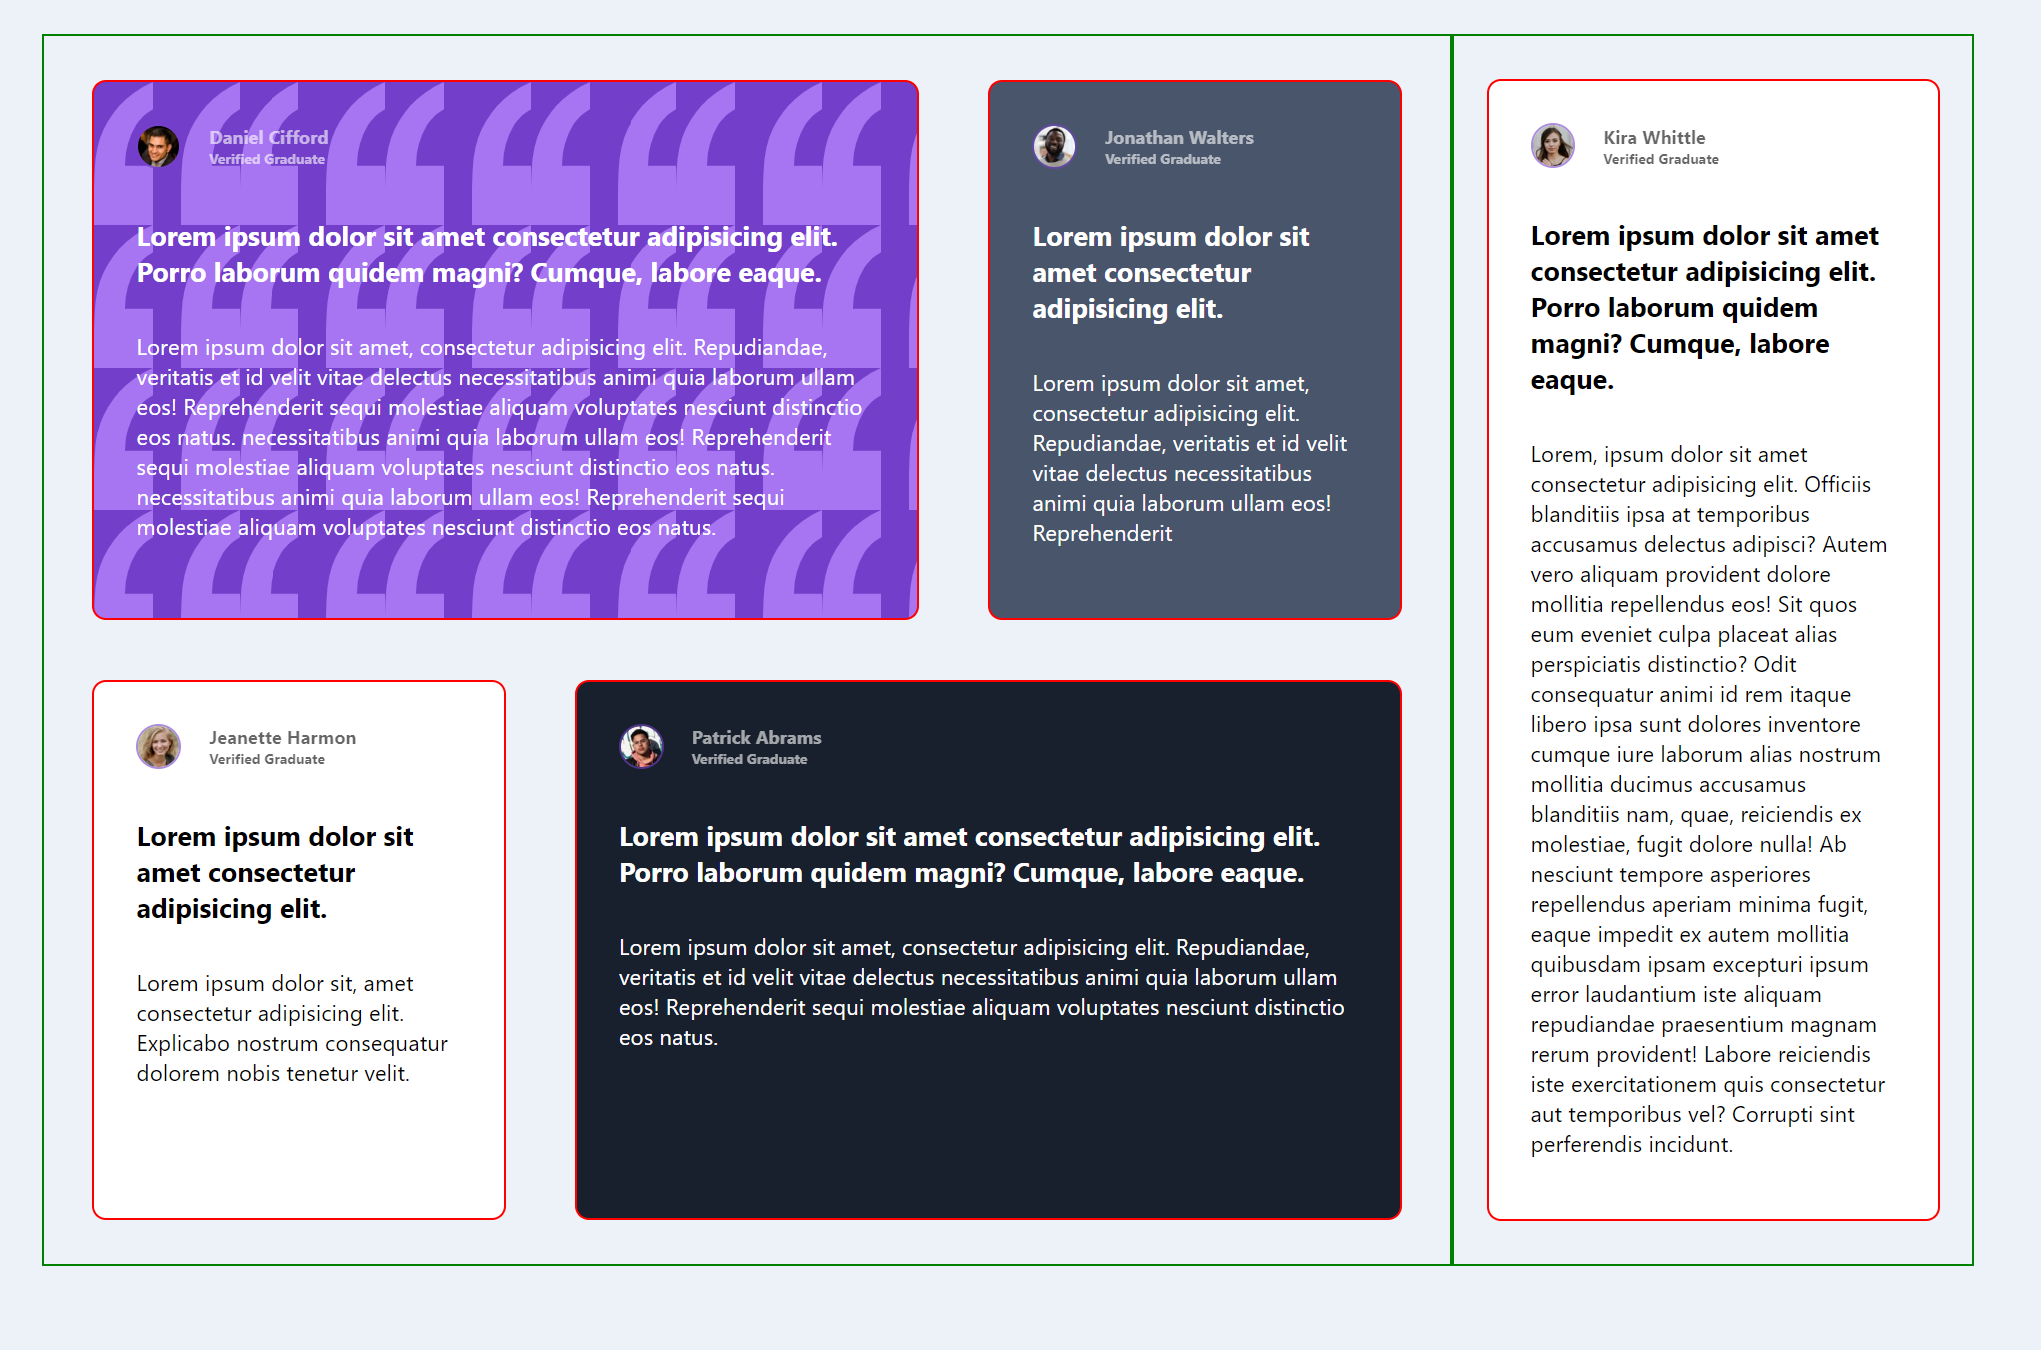 Daniel Cifford
Verified Graduate
Lorem ipsum dolor sit amet consectetur adipisicing elit.
Porro laborum quidem magni? Cumque, labore eaque.
Lorem ipsum dolor sit amet, consectetur adipisicing elit. Repudiandae,
veritatis et id velit vitae delectus necessitatibus animi quia laborum ullam
eos! Reprehenderit sequi molestiae aliquam voluptates nesciunt distinctio
eos natus. necessitatibus animi quia laborum ullam eos! Reprehenderit
sequi molestiae aliquam voluptates nesciunt distinctio eos natus.
necessitatibus animi quia laborum ullam eos! Reprehenderit sequi
molestiae aliquam voluptates nesciunt distinctio eos natus.
Jonathan Walters
Verified Graduate
Lorem ipsum dolor sit
amet consectetur
adipisicing elit.
Lorem ipsum dolor sit amet,
consectetur adipisicing elit.
Repudiandae, veritatis et id velit
vitae delectus necessitatibus
animi quia laborum ullam eos!
Reprehenderit
Kira Whittle
Verified Graduate
Lorem ipsum dolor sit amet
consectetur adipisicing elit.
Porro laborum quidem
magni? Cumque, labore
eaque.
Lorem, ipsum dolor sit amet
consectetur adipisicing elit. Officiis
blanditiis ipsa at temporibus
accusamus delectus adipisci? Autem
vero aliquam provident dolore
mollitia repellendus eos! Sit quos
eum eveniet culpa placeat alias
perspiciatis distinctio? Odit
consequatur animi id rem itaque
libero ipsa sunt dolores inventore
cumque iure laborum alias nostrum
mollitia ducimus accusamus
blanditiis nam, quae, reiciendis ex
molestiae, fugit dolore nulla! Ab
nesciunt tempore asperiores
repellendus aperiam minima fugit,
eaque impedit ex autem mollitia
quibusdam ipsam excepturi ipsum
error laudantium iste aliquam
repudiandae praesentium magnam
rerum provident! Labore reiciendis
iste exercitationem quis consectetur
aut temporibus vel? Corrupti sint
perferendis incidunt.
Jeanette Harmon
Verified Graduate
Lorem ipsum dolor sit
amet consectetur
adipisicing elit.
Lorem ipsum dolor sit, amet
consectetur adipisicing elit.
Explicabo nostrum consequatur
dolorem nobis tenetur velit.
Patrick Abrams
Verified Graduate
Lorem ipsum dolor sit amet consectetur adipisicing elit.
Porro laborum quidem magni? Cumque, labore eaque.
Lorem ipsum dolor sit amet, consectetur adipisicing elit. Repudiandae,
veritatis et id velit vitae delectus necessitatibus animi quia laborum ullam
eos! Reprehenderit sequi molestiae aliquam voluptates nesciunt distinctio
eos natus.